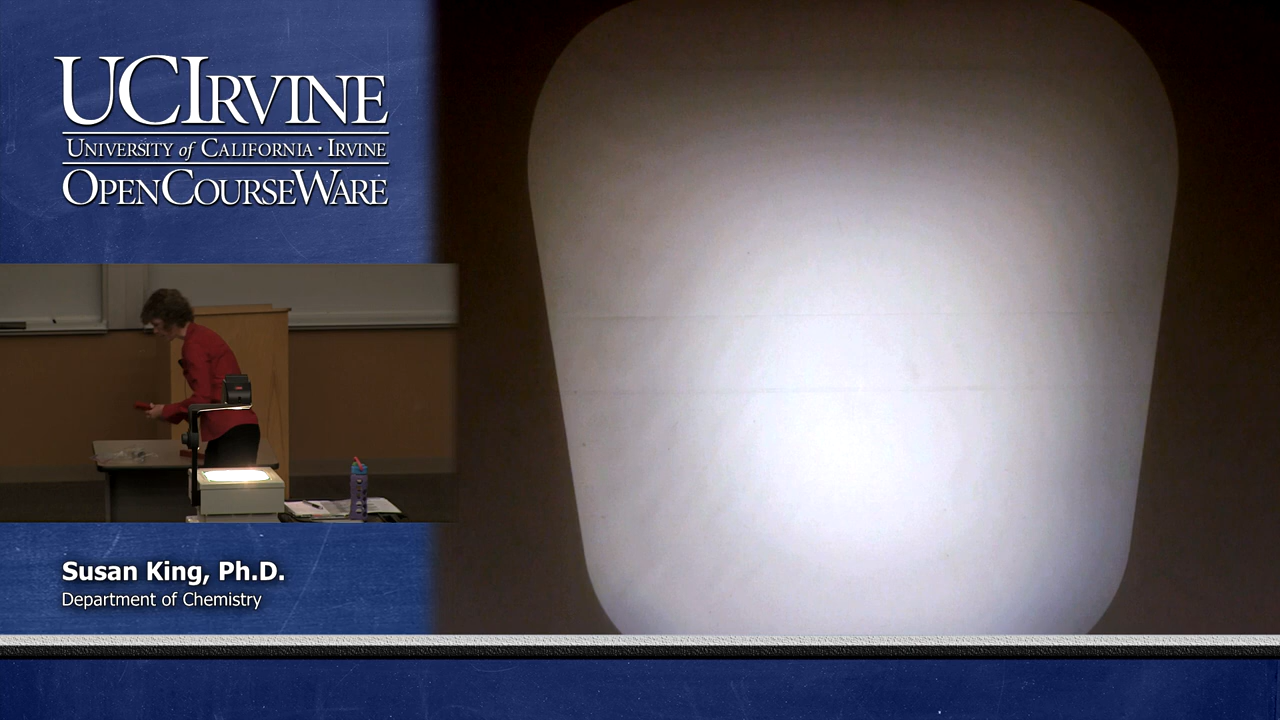 UCIRVINE
UNIVERSITY of CALIFORNIA · IRVINE
OPENCOURSEWARE
Susan King, Ph.D.
Department of Chemistry